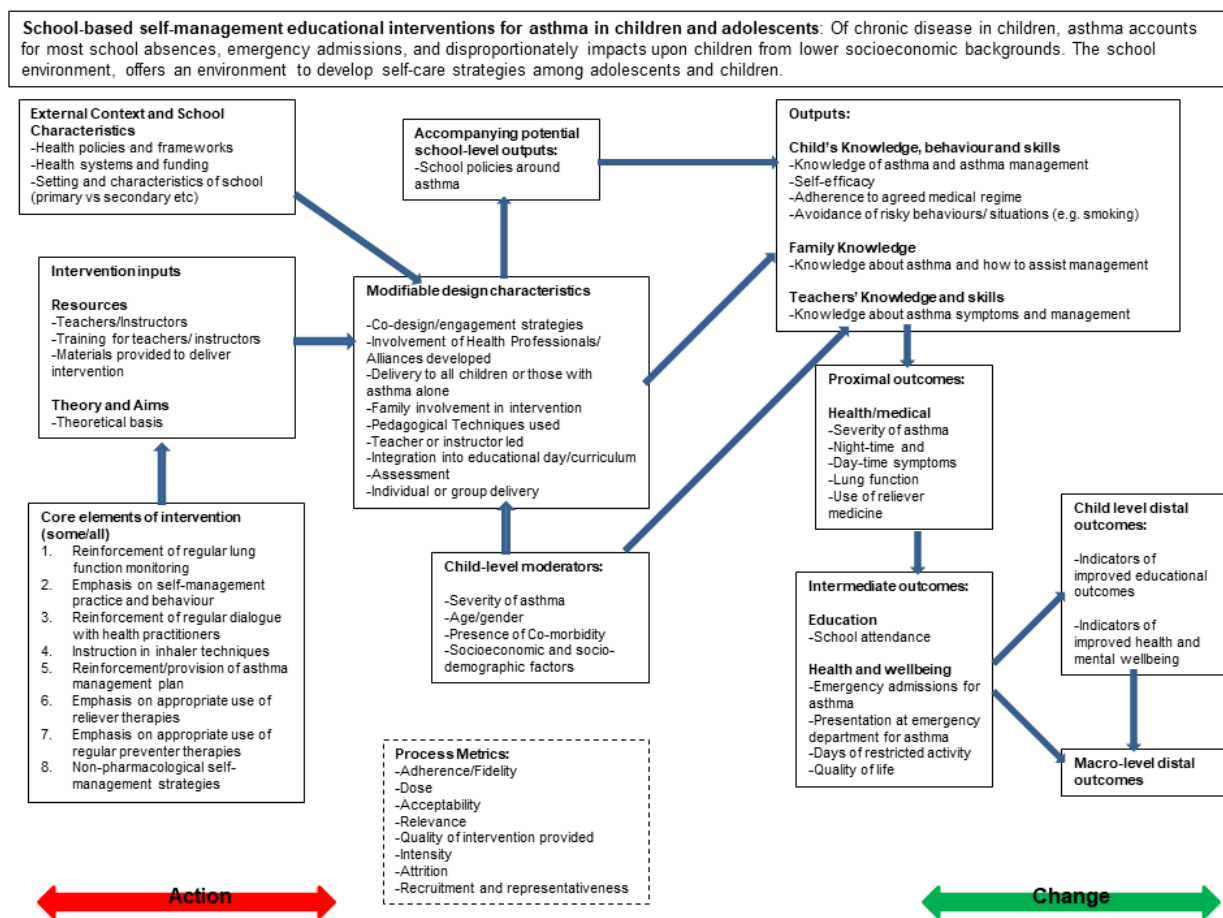 School-based self-management educational interventions for asthma in children and adolescents: Of chronic disease in children, asthma accounts
for most school absences, emergency admissions, and disproportionately impacts upon children from lower socioeconomic backgrounds. The school
environment, offers an environment to develop self-care strategies among adolescents and children.
External Context and School
Characteristics
-Health policies and frameworks
-Health systems and funding
-Setting and characteristics of school
(primary vs secondary etc)
Accompanying potential
school-level outputs:
-School policies around
asthma
Outputs:
Child's Knowledge, behaviour and skills
-Knowledge of asthma and asthma management
-Self-efficacy
-Adherence to agreed medical regime
-Avoidance of risky behaviours/ situations (e.g. smoking)
Family Knowledge
-Knowledge about asthma and how to assist management
Teachers' Knowledge and skills
-Knowledge about asthma symptoms and management
Intervention inputs
Resources
-Teachers/Instructors
-Training for teachers/ instructors
-Materials provided to deliver
intervention
Theory and Aims
-Theoretical basis
Modifiable design characteristics
-Co-design/engagement strategies
-Involvement of Health Professionals/
Alliances developed
-Delivery to all children or those with
asthma alone
-Family involvement in intervention
-Pedagogical Techniques used
-Teacher or instructor led
-Integration into educational day/curriculum
-Assessment
-Individual or group delivery
Proximal outcomes:
Health/medical
-Severity of asthma
-Night-time and
-Day-time symptoms
-Lung function
-Use of reliever
medicine
Core elements of intervention
(some/all)
1. Reinforcement of regular lung
function monitoring
2. Emphasis on self-management
practice and behaviour
3. Reinforcement of regular dialogue
with health practitioners
4. Instruction in inhaler techniques
5. Reinforcement/provision of asthma
management plan
6. Emphasis on appropriate use of
reliever therapies
7. Emphasis on appropriate use of
regular preventer therapies
8. Non-pharmacological self-
management strategies
Child-level moderators:
-Severity of asthma
-Age/gender
-Presence of Co-morbidity
-Socioeconomic and socio-
demographic factors
Intermediate outcomes:
Education
-School attendance
Health and wellbeing
-Emergency admissions for
asthma
-Presentation at emergency
department for asthma
-Days of restricted activity
-Quality of life
Child level distal
outcomes:
-Indicators of
improved educational
outcomes
-Indicators of
improved health and
mental wellbeing
Macro-level distal
outcomes
Process Metrics:
-Adherence/Fidelity
-Dose
-Acceptability
-Relevance
-Quality of intervention provided
-Intensity
-Attrition
-Recruitment and representativeness
Action
Change